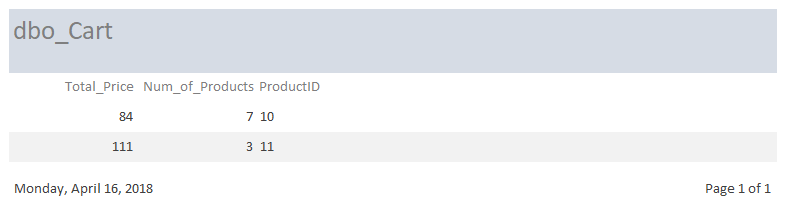 dbo_Cart
Total_Price Num_of_Products ProductID
84 7 10
111 3 11
Monday, April 16, 2018 Page 1 of 1